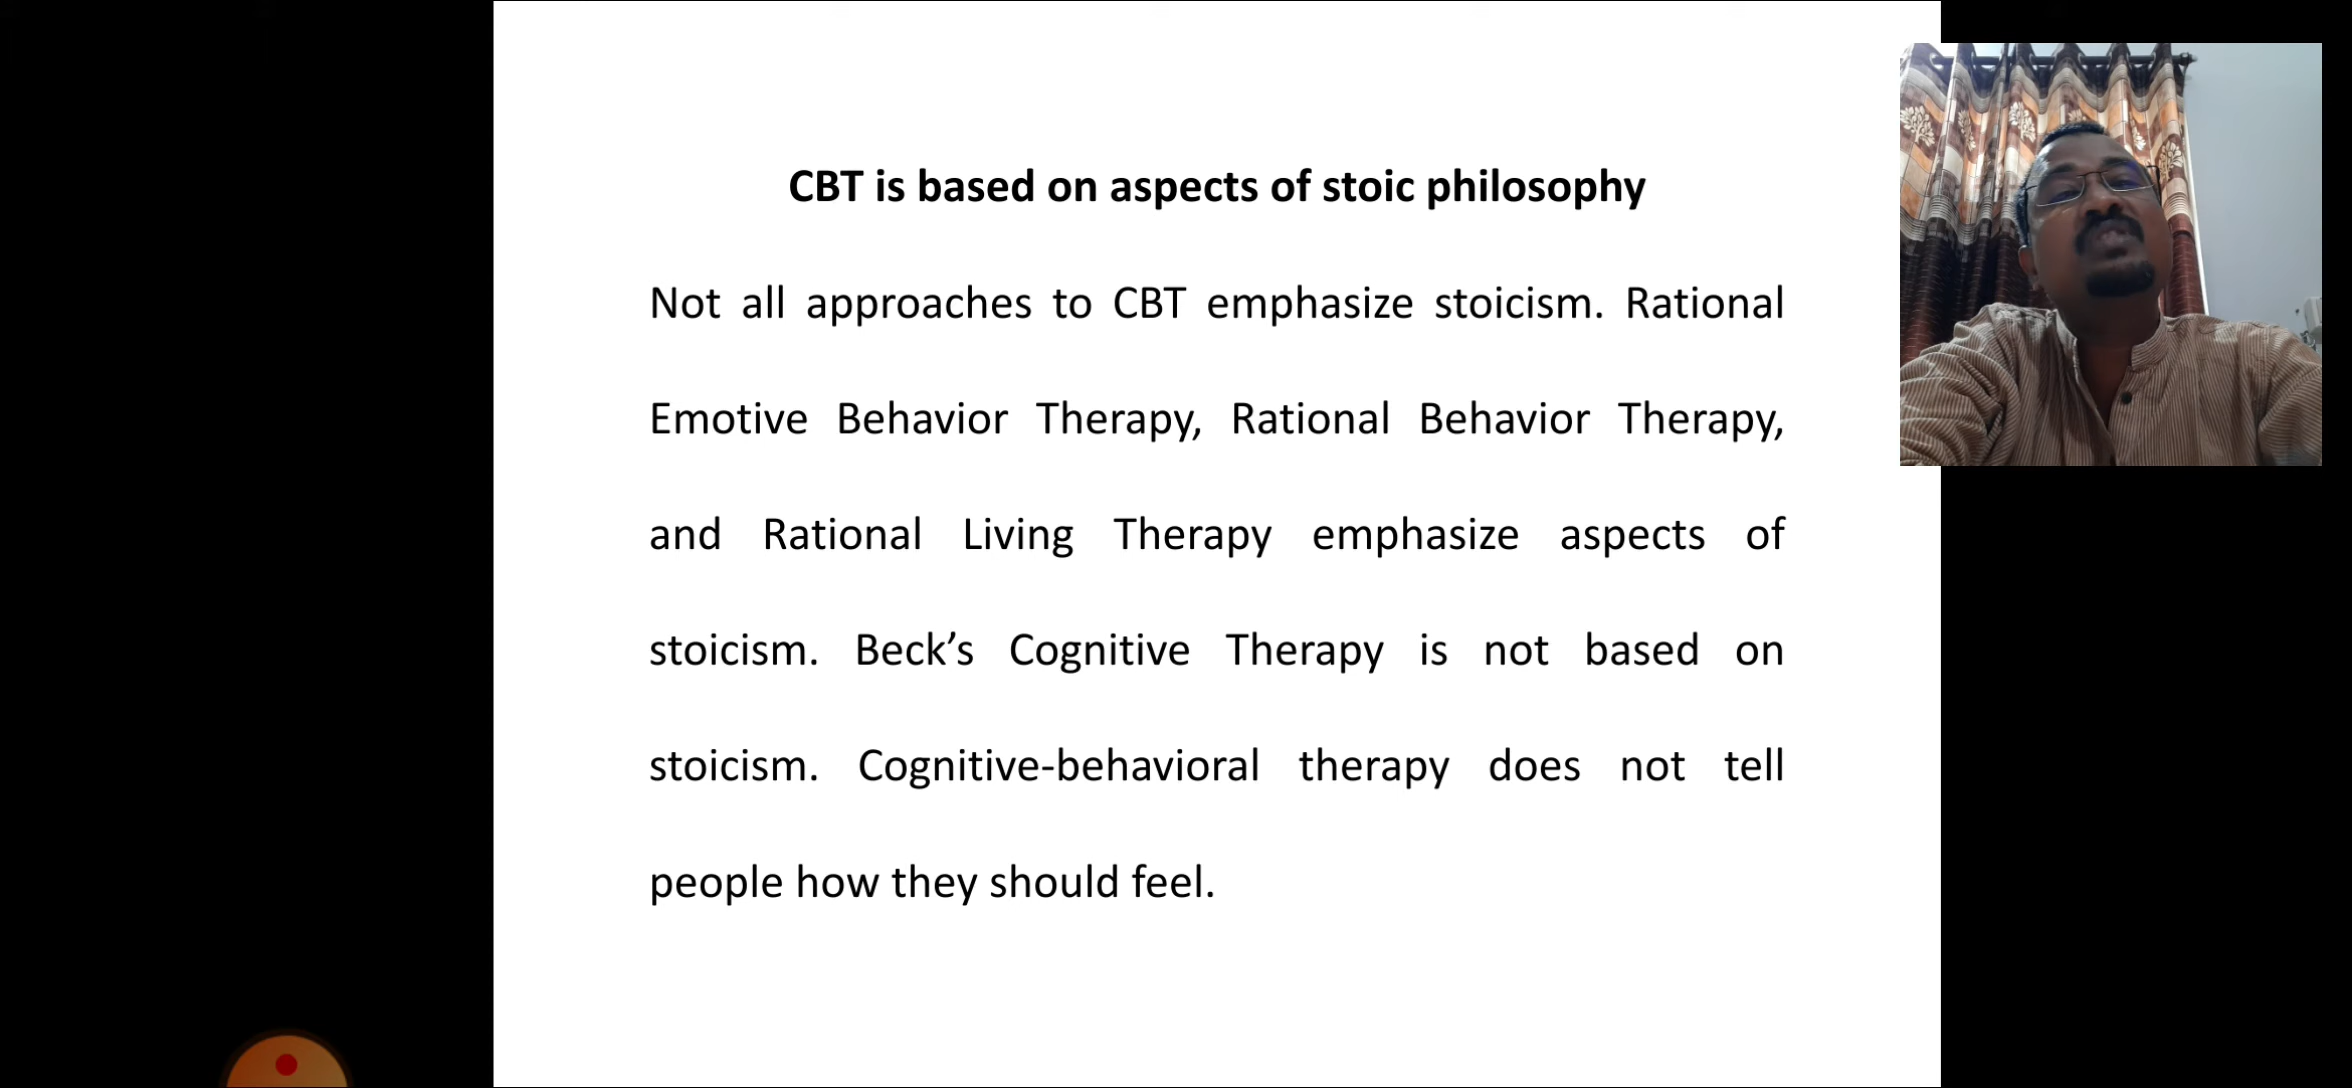 CBT is based on aspects of stoic philosophy
Not all approaches to CBT emphasize stoicism. Rational
Emotive Behavior Therapy, Rational Behavior Therapy,
and Rational Living Therapy emphasize aspects of
stoicism. Beck’s Cognitive Therapy is not based on
stoicism. Cognitive-behavioral therapy does not tell
people how they should feel.